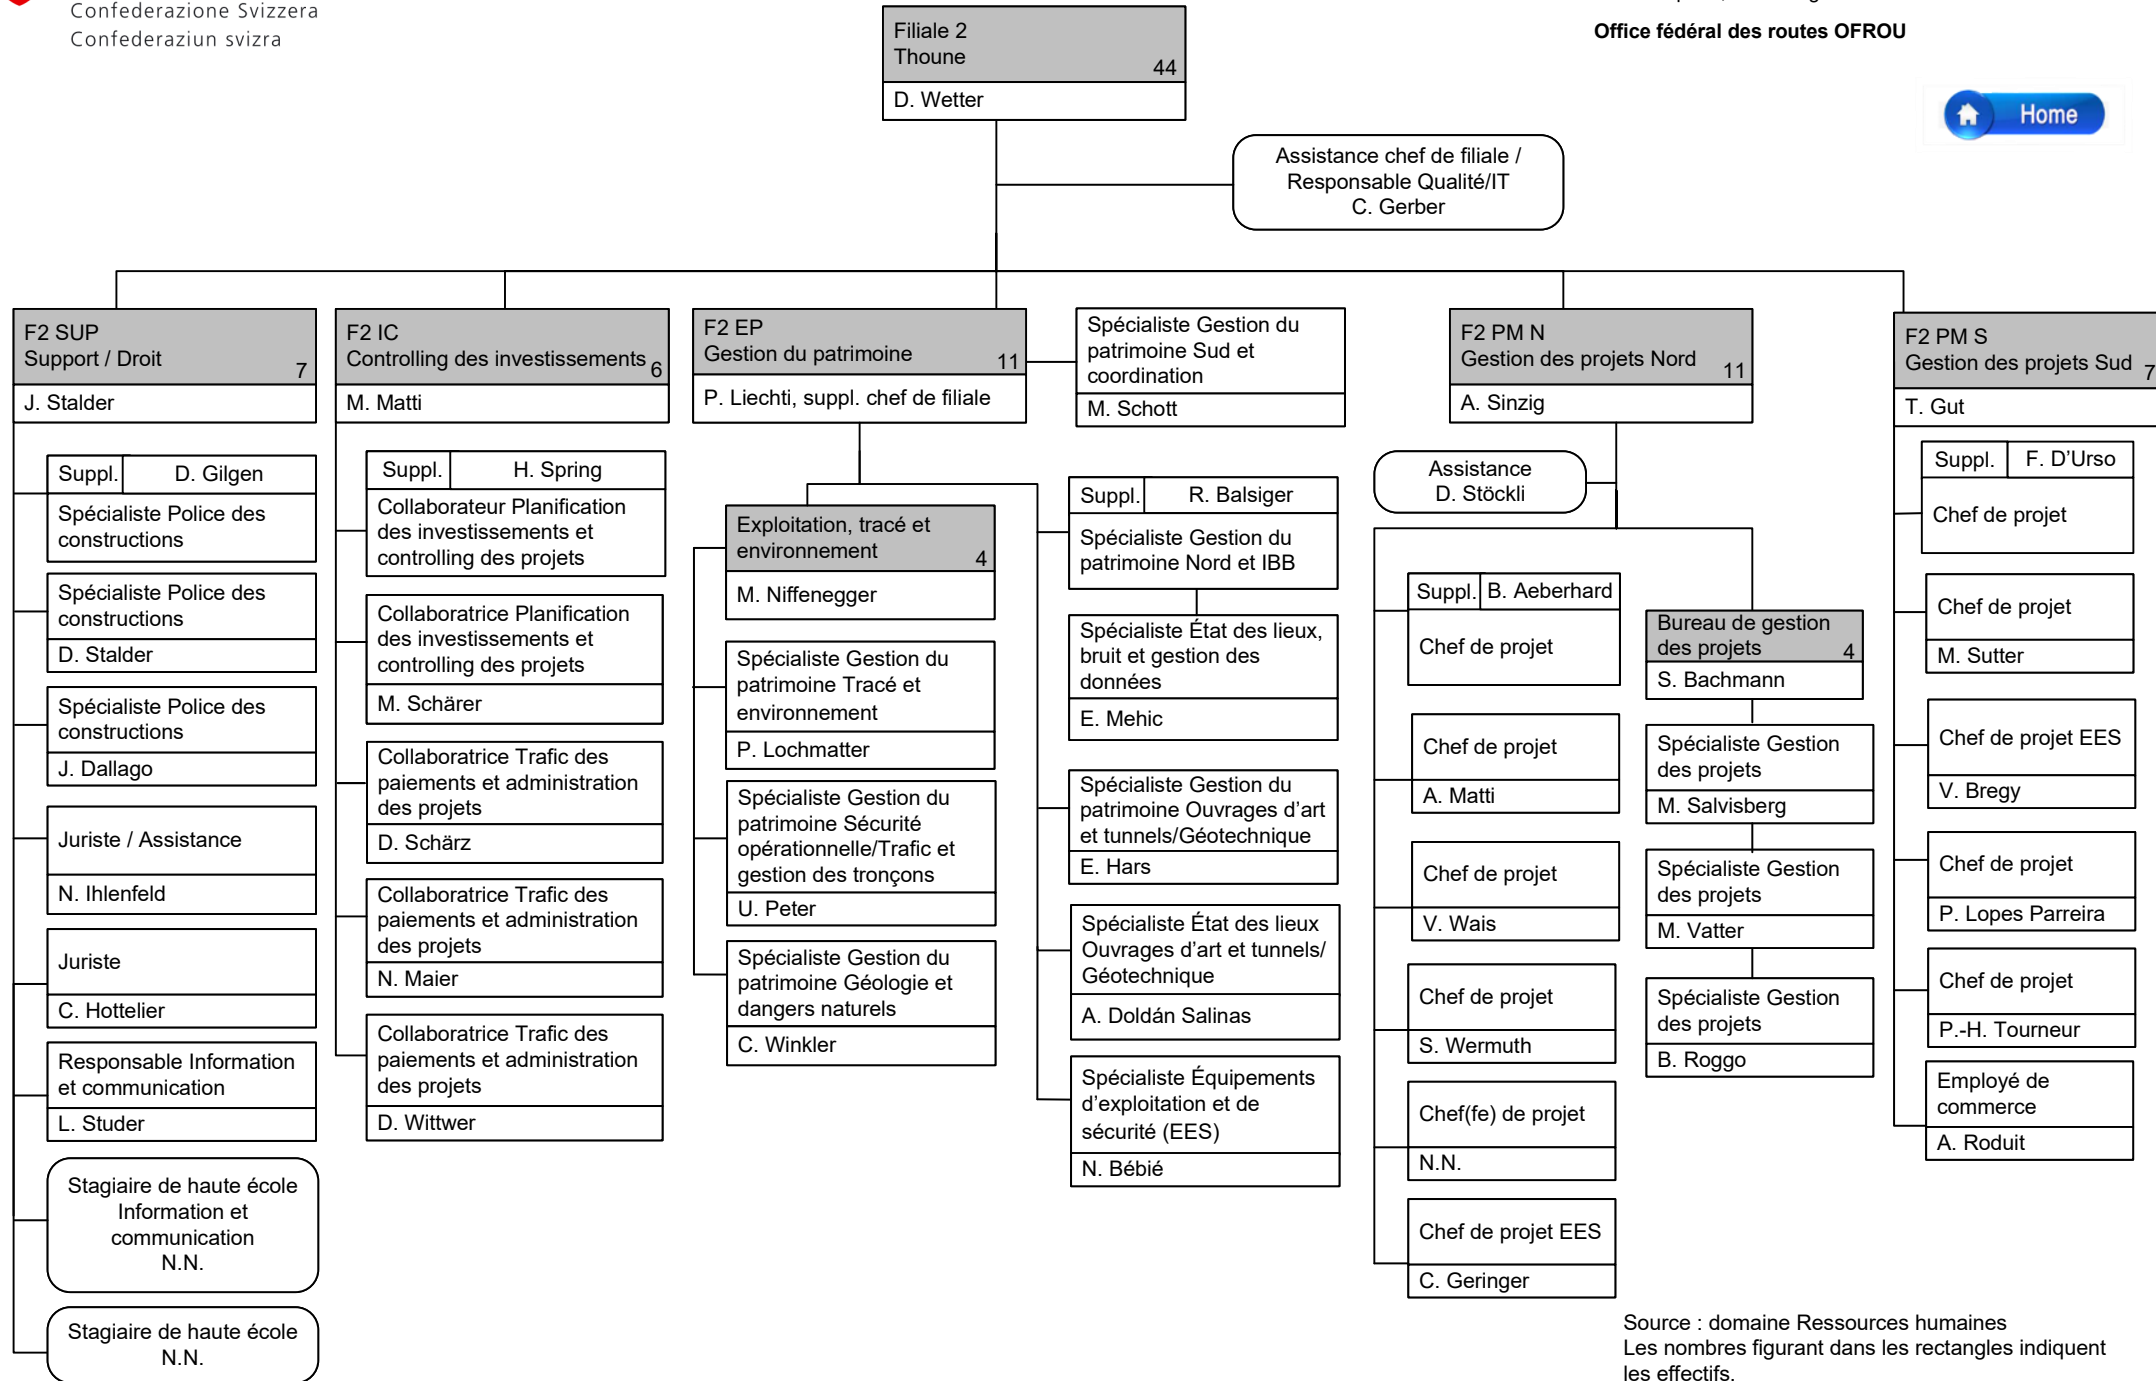 Confederazione Svizzera
Confederaziun svizra
Office fédéral des routes OFROU
Home
Filiale 2
Thoune
44
D. Wetter
Assistance chef de filiale /
Responsable Qualité/IT
C. Gerber
F2 SUP
Support / Droit
7
J. Stalder
Suppl.
D. Gilgen
Spécialiste Police des
constructions
Spécialiste Police des
constructions
D. Stalder
Spécialiste Police des
constructions
J. Dallago
Juriste / Assistance
N. Ihlenfeld
Juriste
C. Hottelier
Responsable Information
et communication
L. Studer
Stagiaire de haute école
Information et
communication
N.N.
Stagiaire de haute école
N.N.
F2 IC
Controlling des investissements
6
M. Matti
Suppl.
H. Spring
Collaborateur Planification
des investissements et
controlling des projets
Collaboratrice Planification
des investissements et
controlling des projets
M. Schärer
Collaboratrice Trafic des
paiements et administration
des projets
D. Schärz
Collaboratrice Trafic des
paiements et administration
des projets
N. Maier
Collaboratrice Trafic des
paiements et administration
des projets
D. Wittwer
F2 EP
Gestion du patrimoine
11
P. Liechti, suppl. chef de filiale
Spécialiste Gestion du
patrimoine Sud et
coordination
M. Schott
Exploitation, tracé et
environnement
4
M. Niffenegger
Spécialiste Gestion du
patrimoine Tracé et
environnement
P. Lochmatter
Spécialiste Gestion du
patrimoine Sécurité
opérationnelle/Trafic et
gestion des tronçons
U. Peter
Spécialiste Gestion du
patrimoine Géologie et
dangers naturels
C. Winkler
Suppl.
R. Balsiger
Spécialiste Gestion du
patrimoine Nord et IBB
Spécialiste État des lieux,
bruit et gestion des
données
E. Mehic
Spécialiste Gestion du
patrimoine Ouvrages d'art
et tunnels/Géotechnique
E. Hars
Spécialiste État des lieux
Ouvrages d'art et tunnels/
Géotechnique
A. Doldán Salinas
Spécialiste Équipements
d'exploitation et de
sécurité (EES)
N. Bébié
F2 PM N
Gestion des projets Nord
11
A. Sinzig
Assistance
D. Stöckli
Suppl.
B. Aeberhard
Chef de projet
Chef de projet
A. Matti
Chef de projet
V. Wais
Chef de projet
S. Wermuth
Chef(fe) de projet
N.N.
Chef de projet EES
C. Geringer
Bureau de gestion
des projets
4
S. Bachmann
Spécialiste Gestion
des projets
M. Salvisberg
Spécialiste Gestion
des projets
M. Vatter
Spécialiste Gestion
des projets
B. Roggo
F2 PM S
Gestion des projets Sud
7
T. Gut
Suppl.
F. D'Urso
Chef de projet
Chef de projet
M. Sutter
Chef de projet EES
V. Bregy
Chef de projet
P. Lopes Parreira
Chef de projet
P.-H. Tourneur
Employé de
commerce
A. Roduit
Source : domaine Ressources humaines
Les nombres figurant dans les rectangles indiquent
les effectifs.